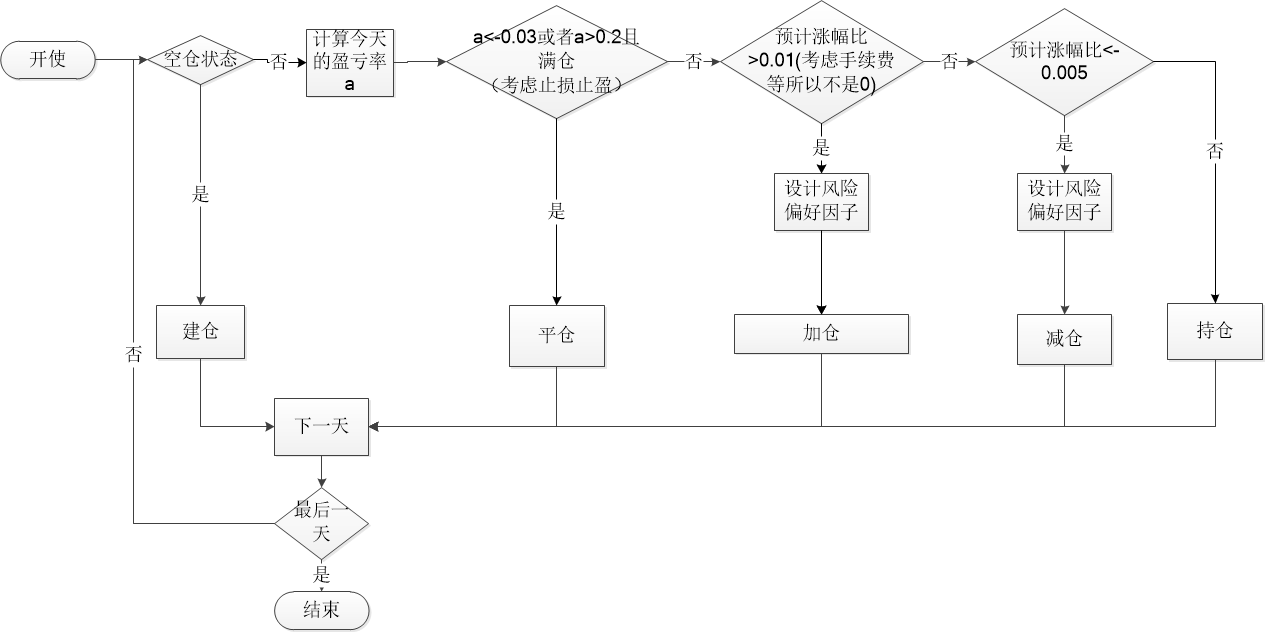 开使
空仓状态
否
计算今天
的盈亏率
a
a<-0.03或者a>0.2且
满仓
（考虑止损止盈）
否
预计涨幅比
>0.01(考虑手续费
等所以不是0)
否
预计涨幅比<-
0.005
是
是
是
是
否
设计风险
偏好因子
设计风险
偏好因子
建仓
平仓
加仓
减仓
持仓
否
下一天
最后一
天
是
结束